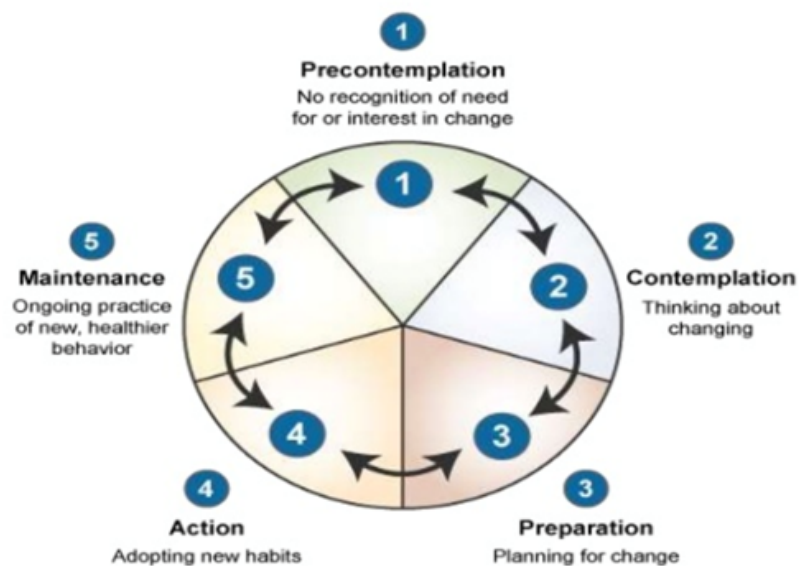 1
Precontemplation
No recognition of need
for or interest in change
1
5
Maintenance
Ongoing practice
of new, healthier
behavior
5
2
2
Contemplation
Thinking about
changing
4
3
4
Action
Adopting new habits
3
Preparation
Planning for change